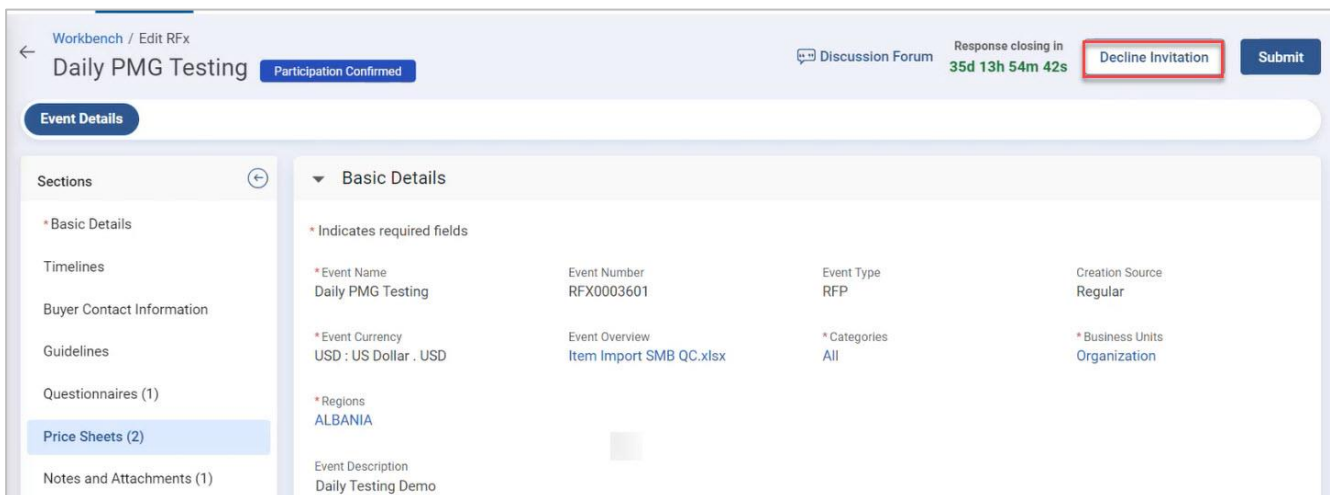 Workbench / Edit RFx
Daily PMG Testing
Participation Confirmed
Discussion Forum
Response closing in
35d 13h 54m 42s
Decline Invitation
Submit
Event Details
Sections
* Basic Details
Timelines
Buyer Contact Information
Guidelines
Questionnaires (1)
Price Sheets (2)
Notes and Attachments (1)
Basic Details
* Indicates required fields
* Event Name
Daily PMG Testing
Event Number
RFX0003601
Event Type
RFP
Creation Source
Regular
* Event Currency
USD : US Dollar . USD
Event Overview
Item Import SMB QC.xlsx
* Categories
All
* Business Units
Organization
* Regions
ALBANIA
Event Description
Daily Testing Demo